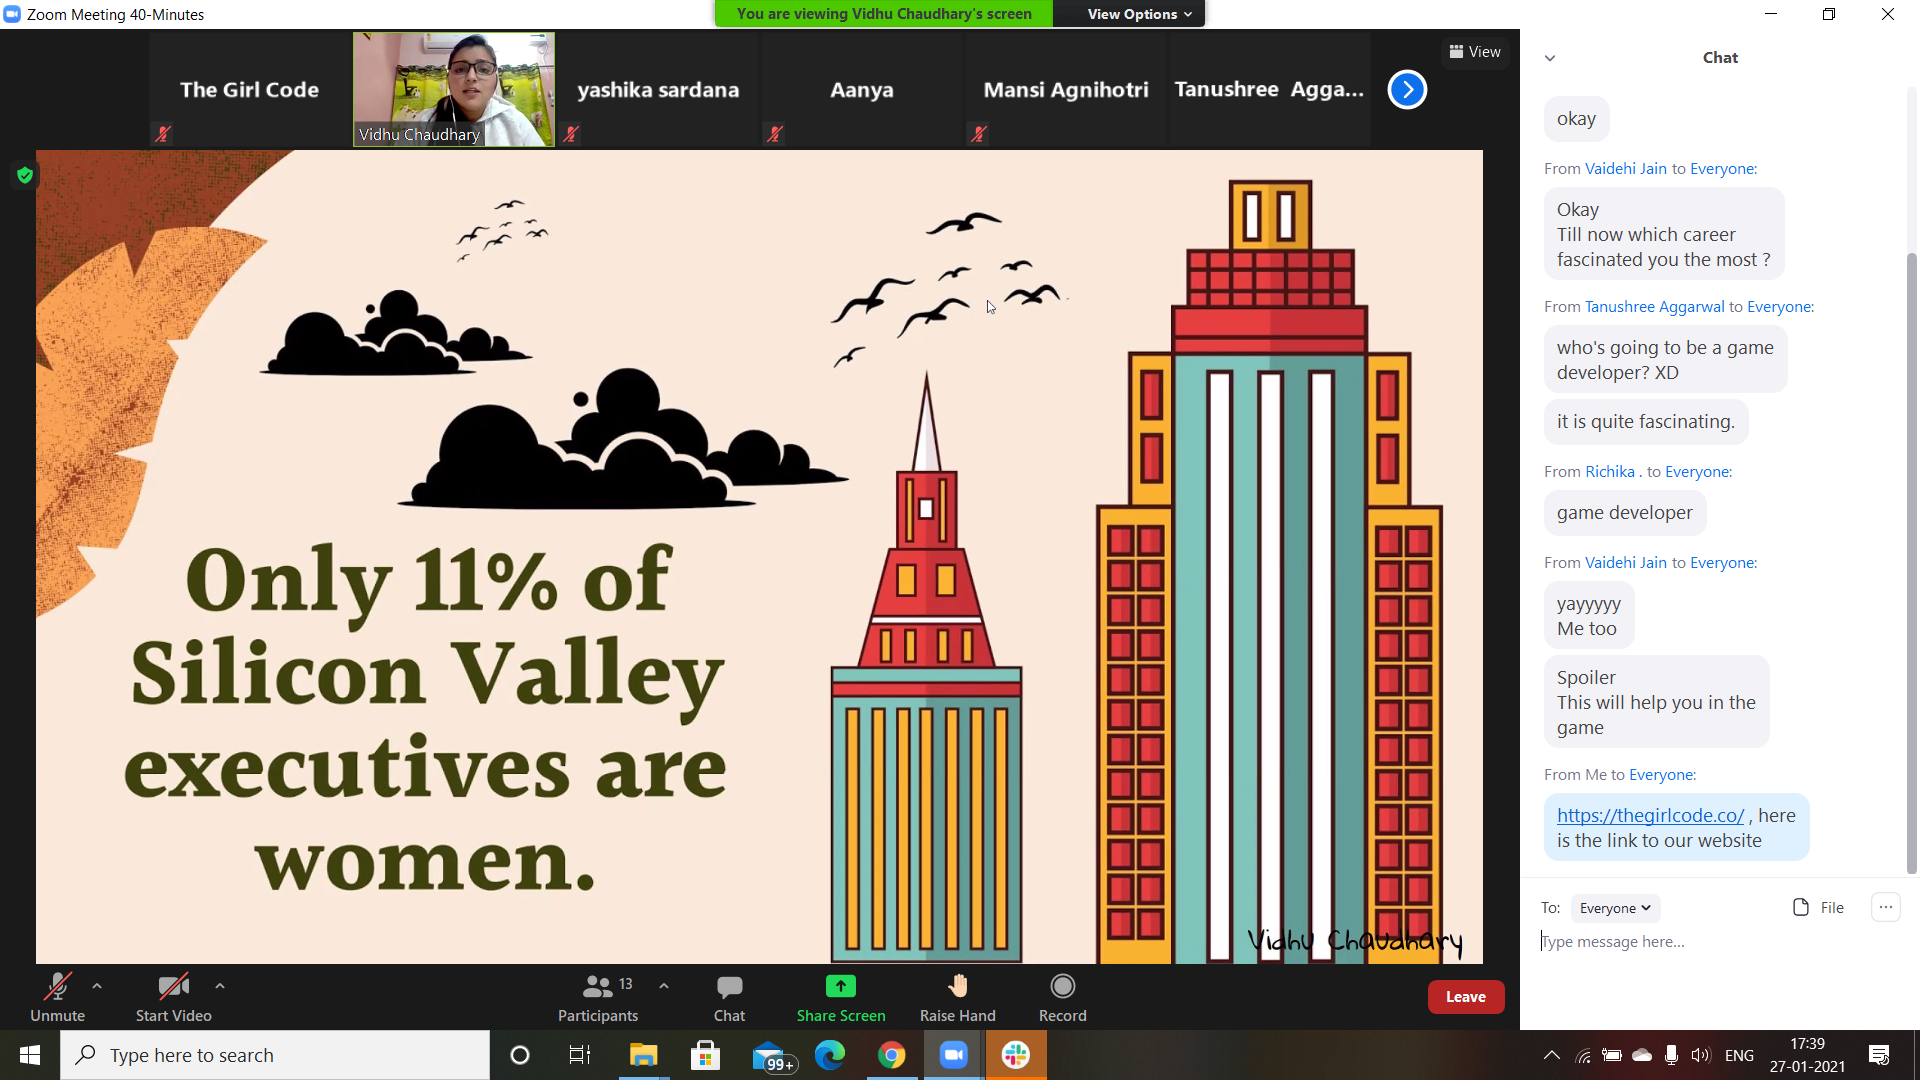 Zoom Meeting 40-Minutes
You are viewing Vidhu Chaudhary's screen
View Options
The Girl Code
Vidhu Chaudhary
yashika sardana
Aanya
Mansi Agnihotri
Tanushree Agga...
View
Only 11% of
Silicon Valley
executives are
women.
Vidhu Chaudhary
Chat
okay
From Vaidehi Jain to Everyone:
Okay
Till now which career
fascinated you the most ?
From Tanushree Aggarwal to Everyone:
who's going to be a game
developer? XD
it is quite fascinating.
From Richika . to Everyone:
game developer
From Vaidehi Jain to Everyone:
yayyyyy
Me too
Spoiler
This will help you in the
game
From Me to Everyone:
https://thegirlcode.co/ , here
is the link to our website
To: Everyone
File
Type message here...
Unmute
Start Video
Participants
13
Chat
Share Screen
Raise Hand
Record
Leave
Type here to search
99+
ENG
17:39
27-01-2021